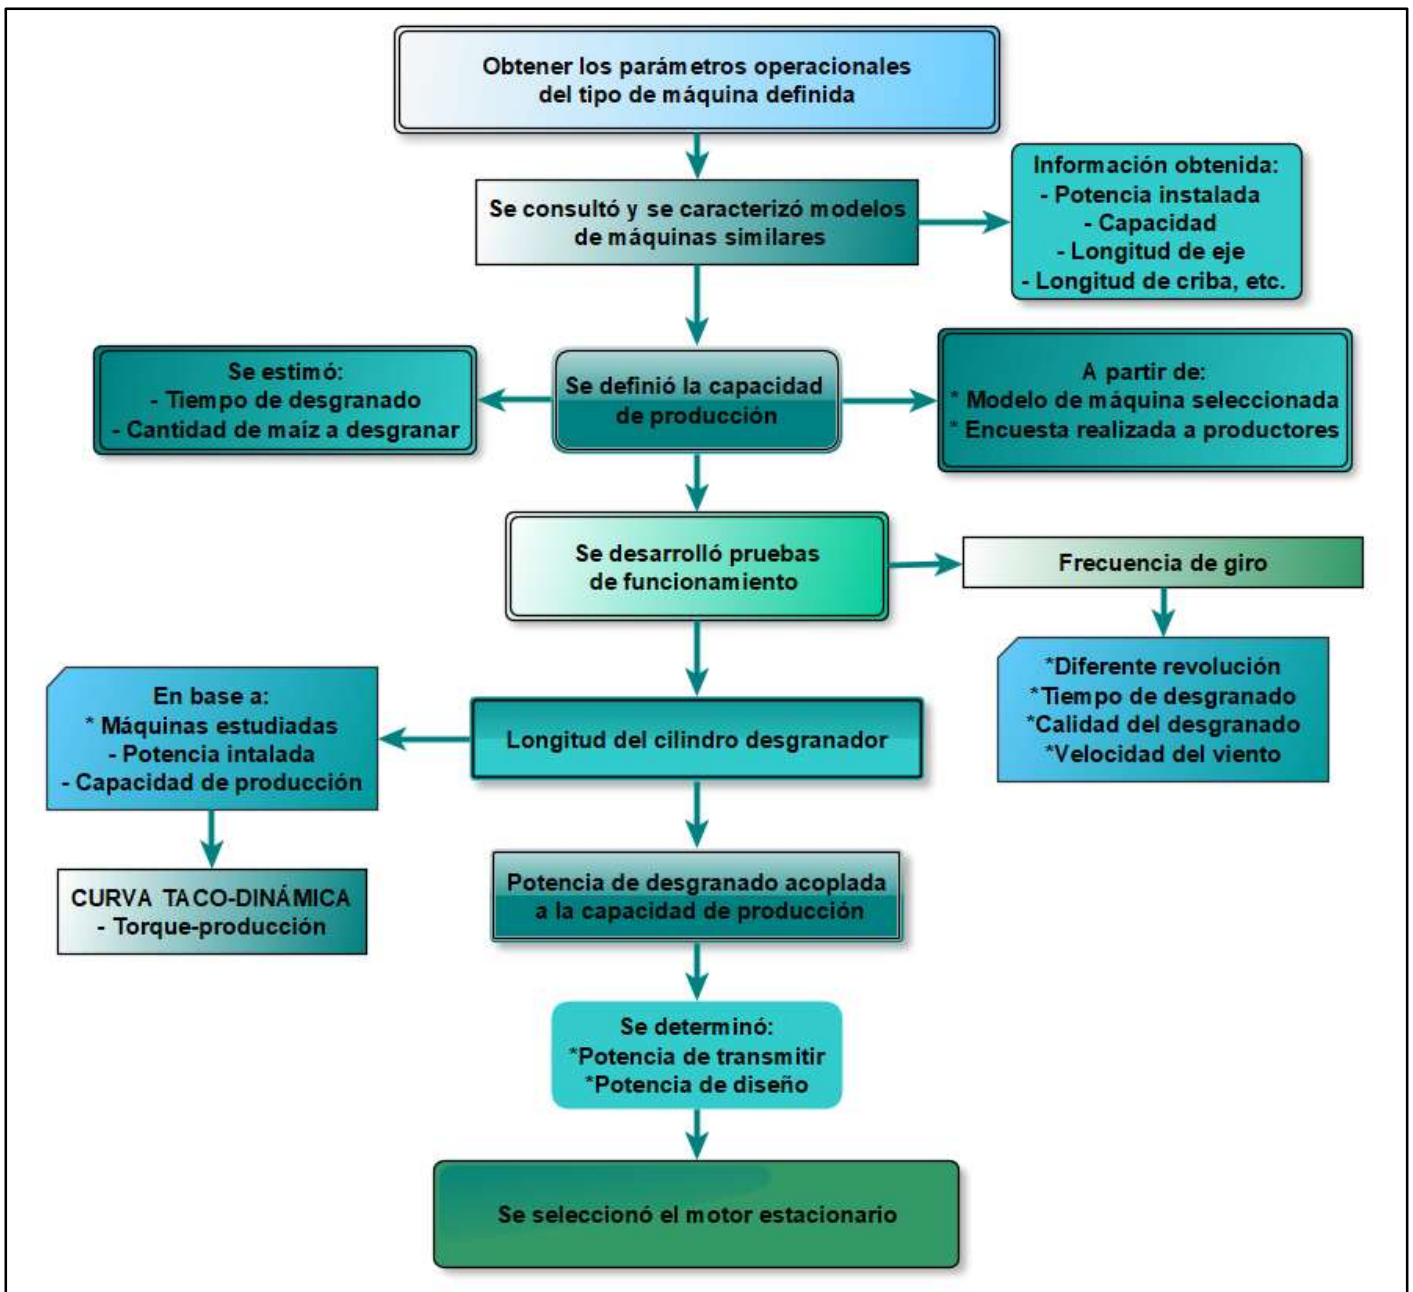 Obtener los parámetros operacionales
del tipo de máquina definida
Se consultó y se caracterizó modelos
de máquinas similares
Información obtenida:
- Potencia instalada
- Capacidad
- Longitud de eje
- Longitud de criba, etc.
Se estimó:
- Tiempo de desgranado
- Cantidad de maíz a desgranar
Se definió la capacidad
de producción
A partir de:
* Modelo de máquina seleccionada
* Encuesta realizada a productores
Se desarrolló pruebas
de funcionamiento
Frecuencia de giro
*Diferente revolución
*Tiempo de desgranado
*Calidad del desgranado
*Velocidad del viento
En base a:
* Máquinas estudiadas
- Potencia intalada
- Capacidad de producción
Longitud del cilindro desgranador
CURVA TACO-DINÁMICA
- Torque-producción
Potencia de desgranado acoplada
a la capacidad de producción
Se determinó:
*Potencia de transmitir
*Potencia de diseño
Se seleccionó el motor estacionario